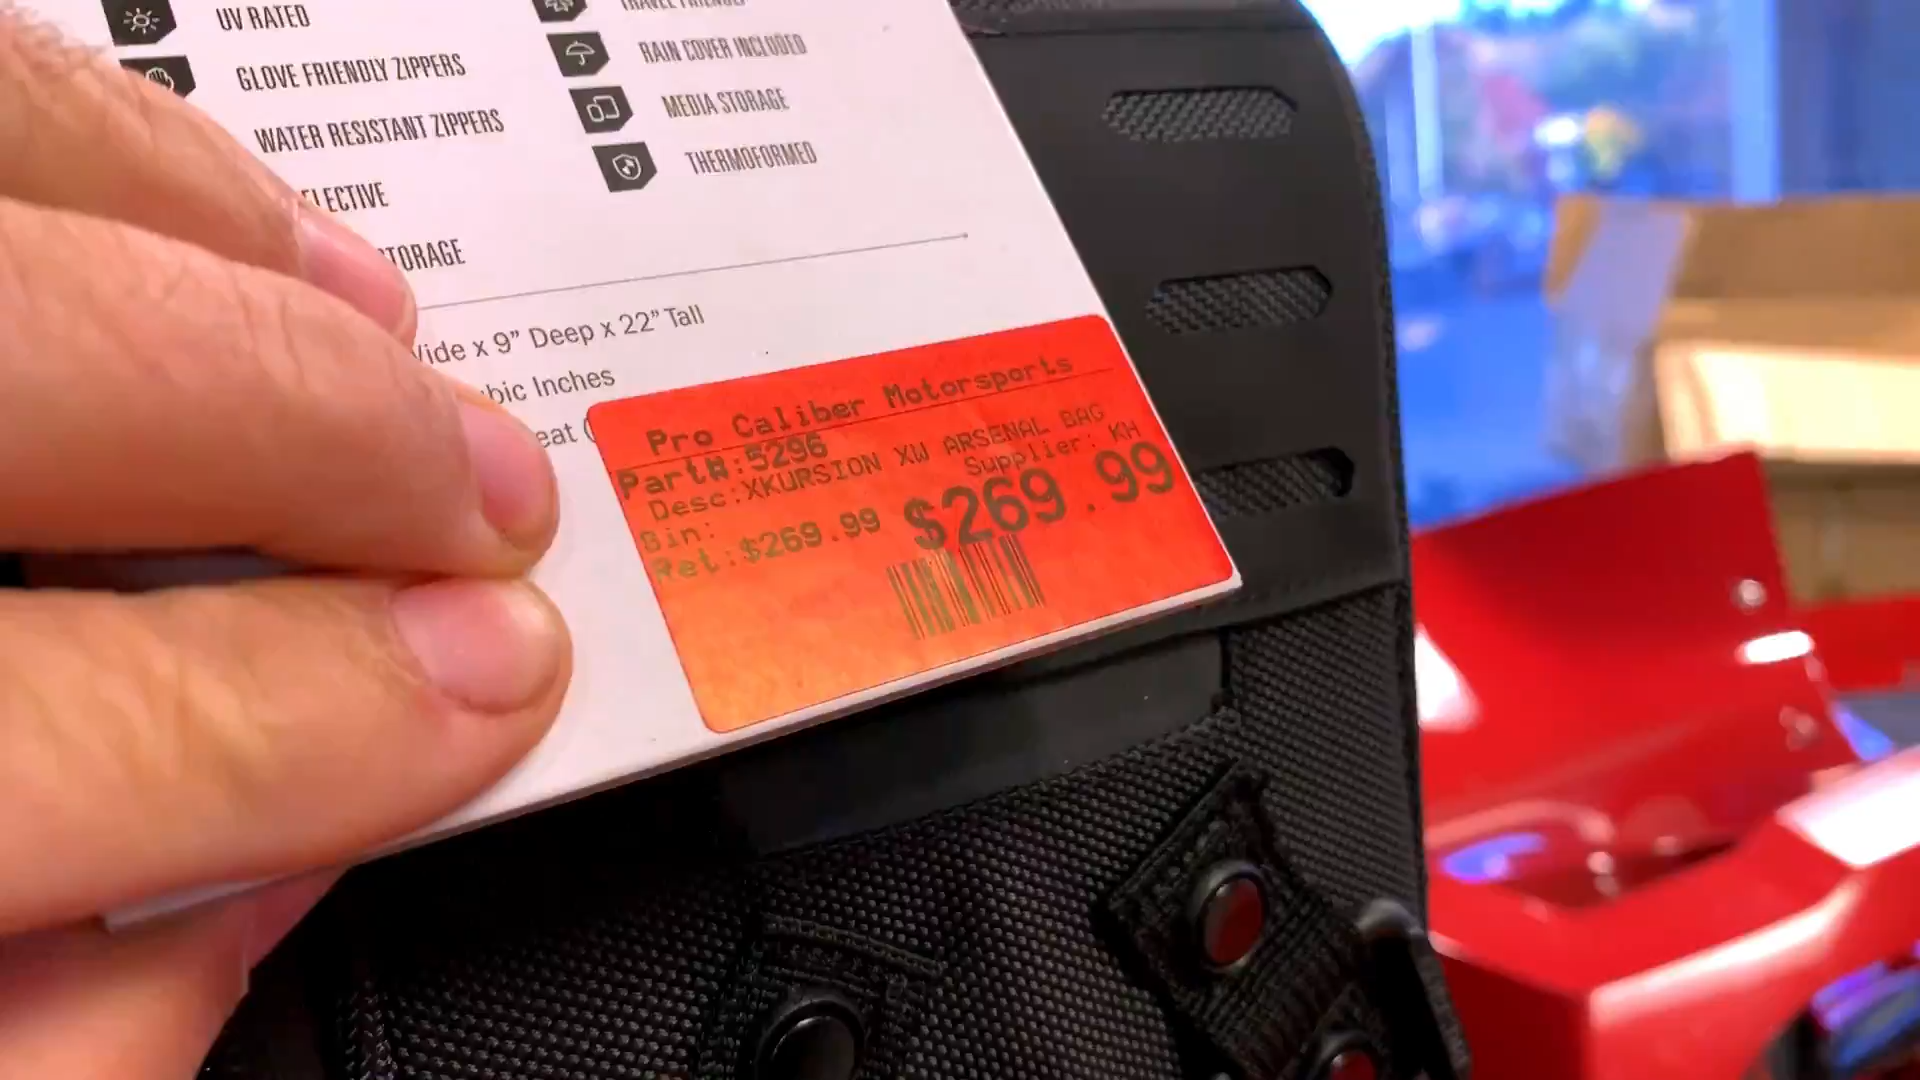 UV RATED
GLOVE FRIENDLY ZIPPERS
WATER RESISTANT ZIPPERS
LECTIVE
TORAGE
RAIN COVER INCLUDED
MEDIA STORAGE
THERMOFORMED
Wide x 9" Deep x 22" Tall
bic Inches
eat (
Pro Caliber Motorsports
Part#:5296
Desc:XKURSION XW ARSENAL BAG
Supplier: KH
Bin:
Ret:$269.99
$269.99